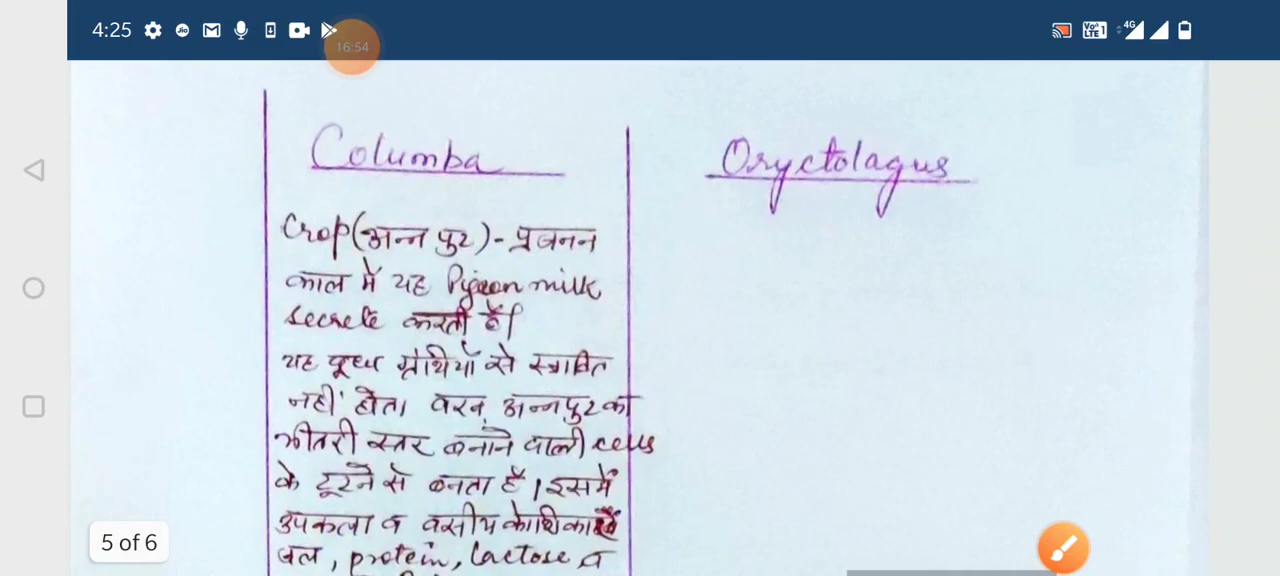 4:25
16:54
Columba
Oryctolagus
Crop(अन्न पुट)-प्रजनन
काल में यह Pigeon milk
secrete करती है।
यह दूध ग्रंथियों से स्त्रावित
नहीं होता वरन् अन्नपुट का
भीतरी स्तर बनाने वाली cells
के टूटने से बनता है। इसमें
उपकला व वसीय कोशिकाएँ
जल, protein, lactose व
5 of 6